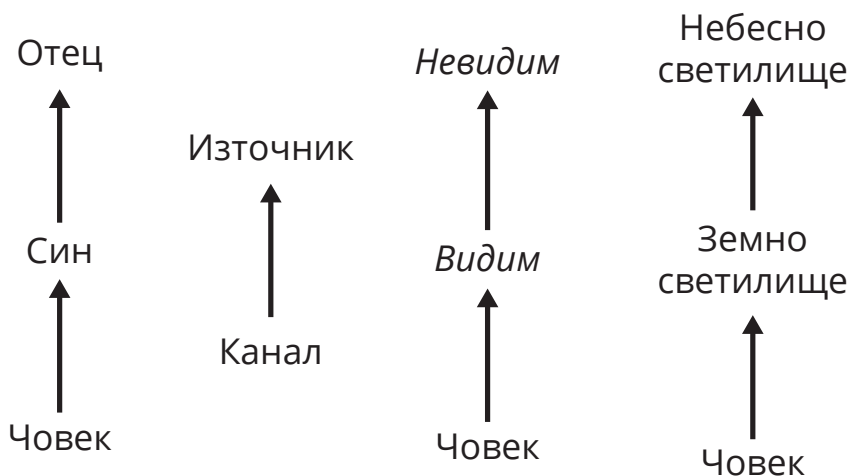 Отец
Син
Човек
Източник
Канал
Невидим
Видим
Човек
Небесно
светилище
Земно
светилище
Човек